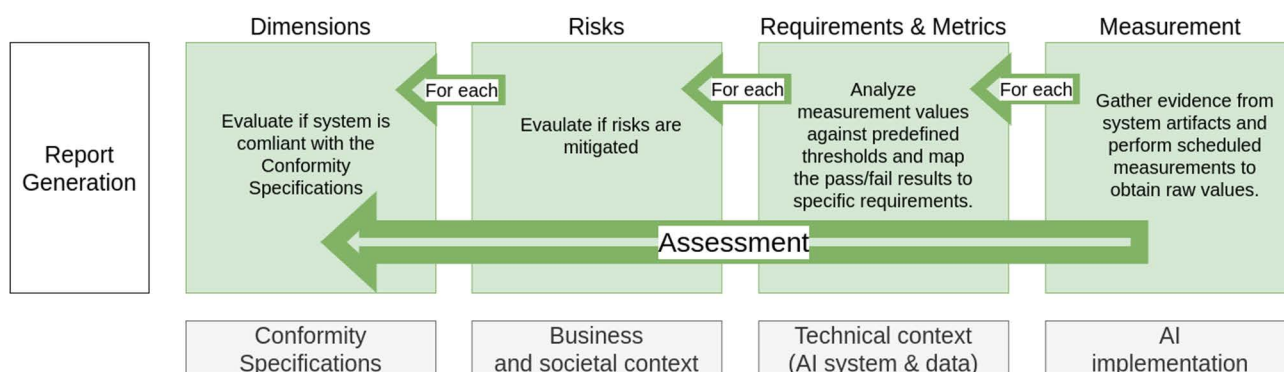 Dimensions
Risks
Requirements & Metrics
Measurement
Report
Generation
For each
For each
For each
Evaluate if system is
comliant with the
Conformity
Specifications
Evaulate if risks are
mitigated
Analyze
measurement values
against predefined
thresholds and map
the pass/fail results to
specific requirements.
Gather evidence from
system artifacts and
perform scheduled
measurements to
obtain raw values.
Assessment
Conformity
Specifications
Business
and societal context
Technical context
(AI system & data)
AI
implementation